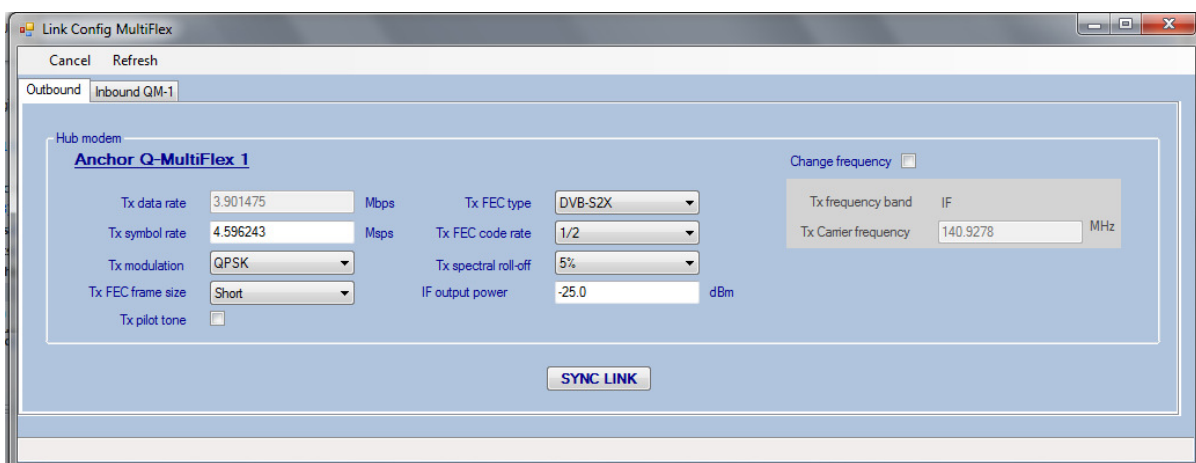 Link Config MultiFlex
Cancel Refresh
Outbound Inbound QM-1
Hub modem
Anchor Q-MultiFlex 1
Change frequency
Tx data rate 3.901475 Mbps Tx FEC type DVB-S2X Tx frequency band IF
Tx symbol rate 4.596243 Msps Tx FEC code rate 1/2 Tx Carrier frequency 140.9278 MHz
Tx modulation QPSK Tx spectral roll-off 5%
Tx FEC frame size Short IF output power -25.0 dBm
Tx pilot tone
SYNC LINK